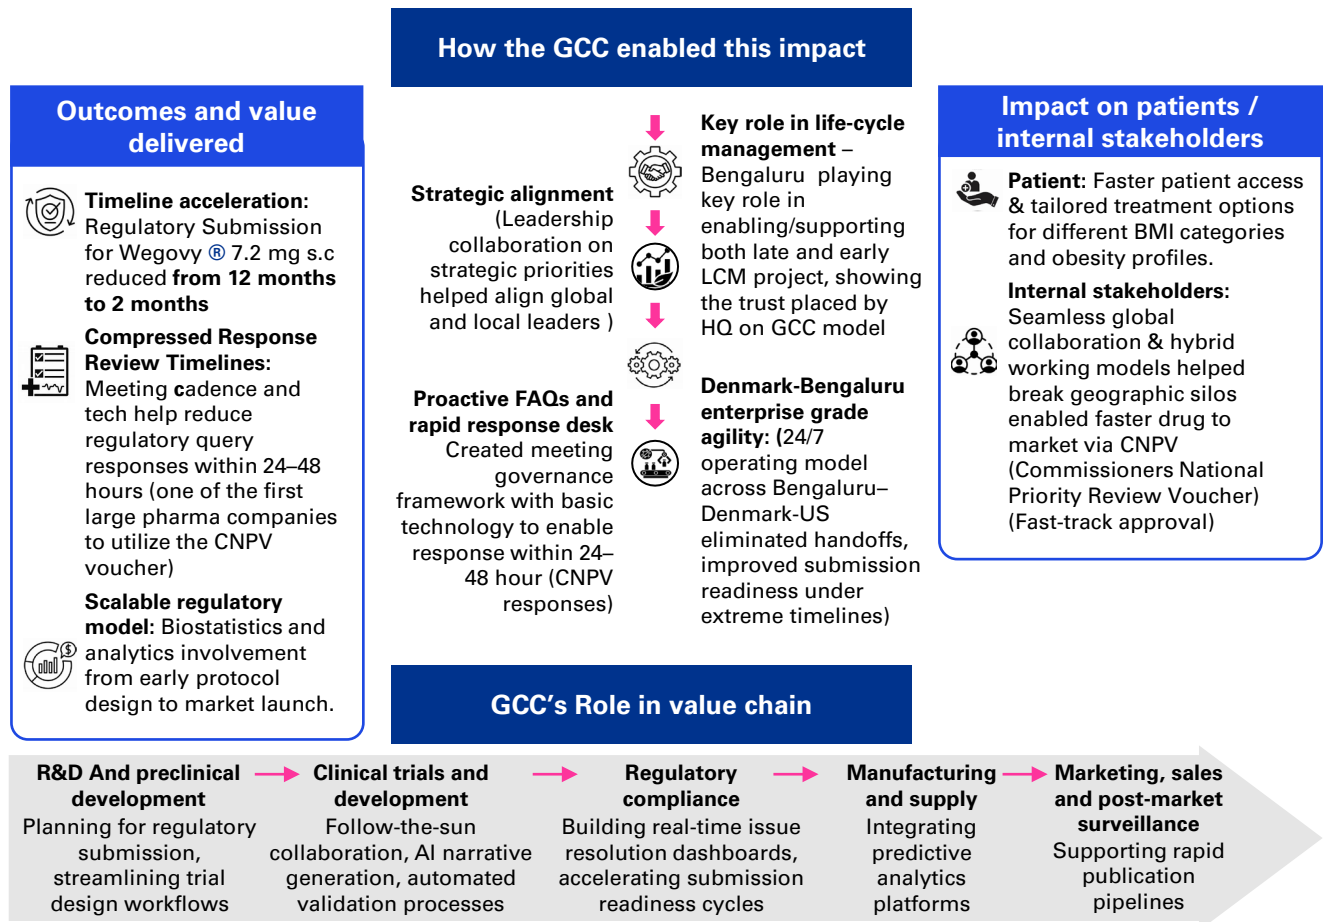 How the GCC enabled this impact
Outcomes and value
delivered
Timeline acceleration:
Regulatory Submission
for Wegovy ® 7.2 mg s.c
reduced from 12 months
to 2 months
Compressed Response
Review Timelines:
Meeting cadence and
tech help reduce
regulatory query
responses within 24–48
hours (one of the first
large pharma companies
to utilize the CNPV
voucher)
Scalable regulatory
model: Biostatistics and
analytics involvement
from early protocol
design to market launch.
Strategic alignment
(Leadership
collaboration on
strategic priorities
helped align global
and local leaders )
Proactive FAQs and
rapid response desk
Created meeting
governance
framework with basic
technology to enable
response within 24–
48 hour (CNPV
responses)
Key role in life-cycle
management –
Bengaluru playing
key role in
enabling/supporting
both late and early
LCM project, showing
the trust placed by
HQ on GCC model
Denmark-Bengaluru
enterprise grade
agility: (24/7
operating model
across Bengaluru–
Denmark-US
eliminated handoffs,
improved submission
readiness under
extreme timelines)
Impact on patients /
internal stakeholders
Patient: Faster patient access
& tailored treatment options
for different BMI categories
and obesity profiles.
Internal stakeholders:
Seamless global
collaboration & hybrid
working models helped
break geographic silos
enabled faster drug to
market via CNPV
(Commissioners National
Priority Review Voucher)
(Fast-track approval)
GCC’s Role in value chain
R&D And preclinical
development
Planning for regulatory
submission,
streamlining trial
design workflows
Clinical trials and
development
Follow-the-sun
collaboration, AI narrative
generation, automated
validation processes
Regulatory
compliance
Building real-time issue
resolution dashboards,
accelerating submission
readiness cycles
Manufacturing
and supply
Integrating
predictive
analytics
platforms
Marketing, sales
and post-market
surveillance
Supporting rapid
publication
pipelines